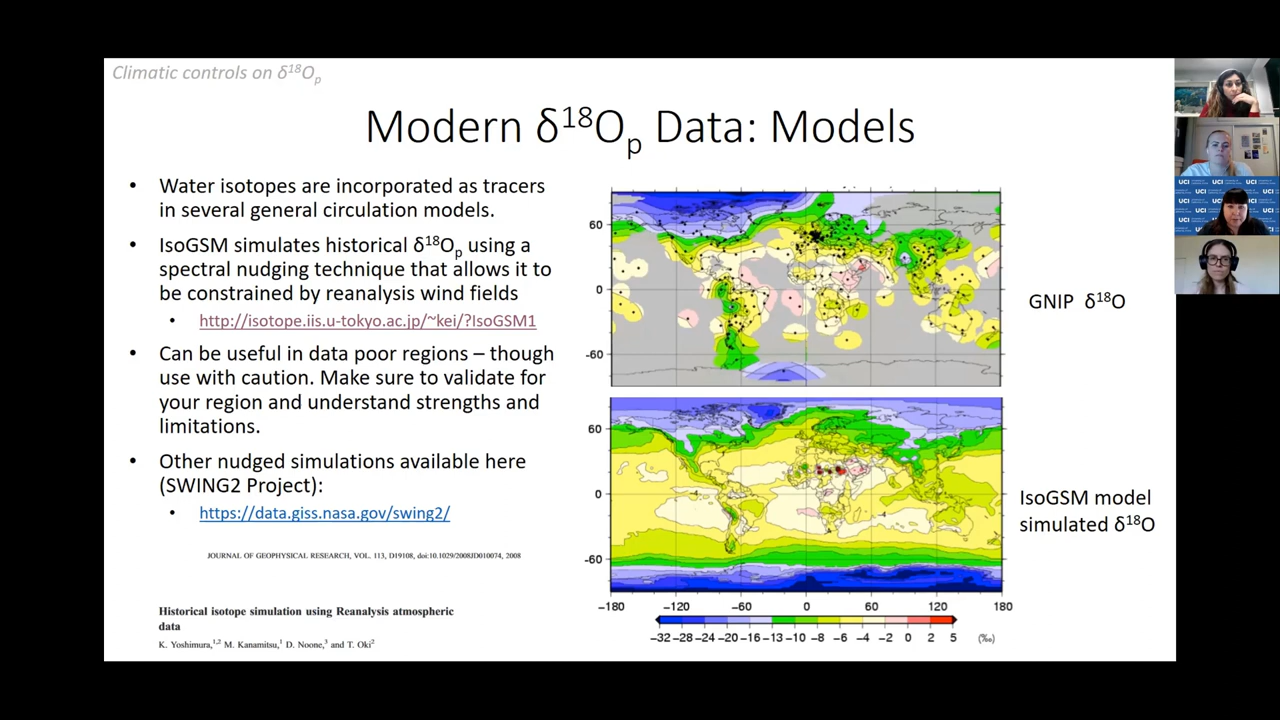 Climatic controls on δ¹⁸Oₚ
Modern δ¹⁸Oₚ Data: Models
• Water isotopes are incorporated as tracers
in several general circulation models.
• IsoGSM simulates historical δ¹⁸Oₚ using a
spectral nudging technique that allows it to
be constrained by reanalysis wind fields
• http://isotope.iis.u-tokyo.ac.jp/~kei/?IsoGSM1
• Can be useful in data poor regions – though
use with caution. Make sure to validate for
your region and understand strengths and
limitations.
• Other nudged simulations available here
(SWING2 Project):
• https://data.giss.nasa.gov/swing2/
JOURNAL OF GEOPHYSICAL RESEARCH, VOL. 113, D19108, doi:10.1029/2008JD010074, 2008
Historical isotope simulation using Reanalysis atmospheric
data
K. Yoshimura,¹,² M. Kanamitsu,¹ D. Noone,³ and T. Oki²
60
0
-60
GNIP δ¹⁸O
60
0
-60
IsoGSM model
simulated δ¹⁸O
-180 -120 -60 0 60 120 180
-32 -28 -24 -20 -16 -13 -10 -8 -6 -4 -2 0 2 5 (‰)
UCI UCI UCI